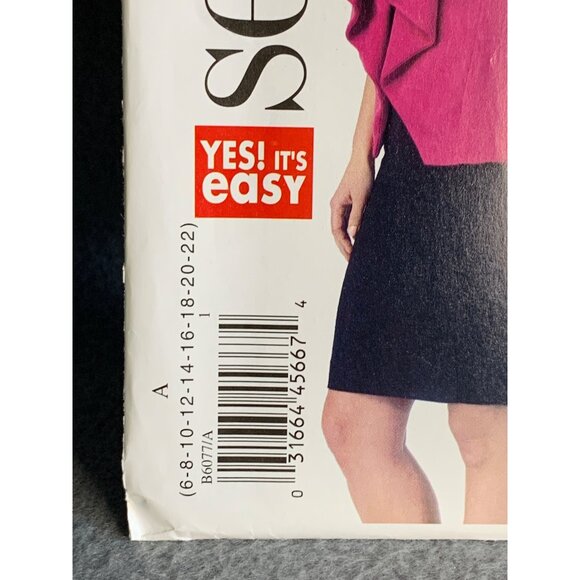 se
YES! IT'S
easy
A
(6-8-10-12-14-16-18-20-22)
B6077/A
1
0 31664 45667 4